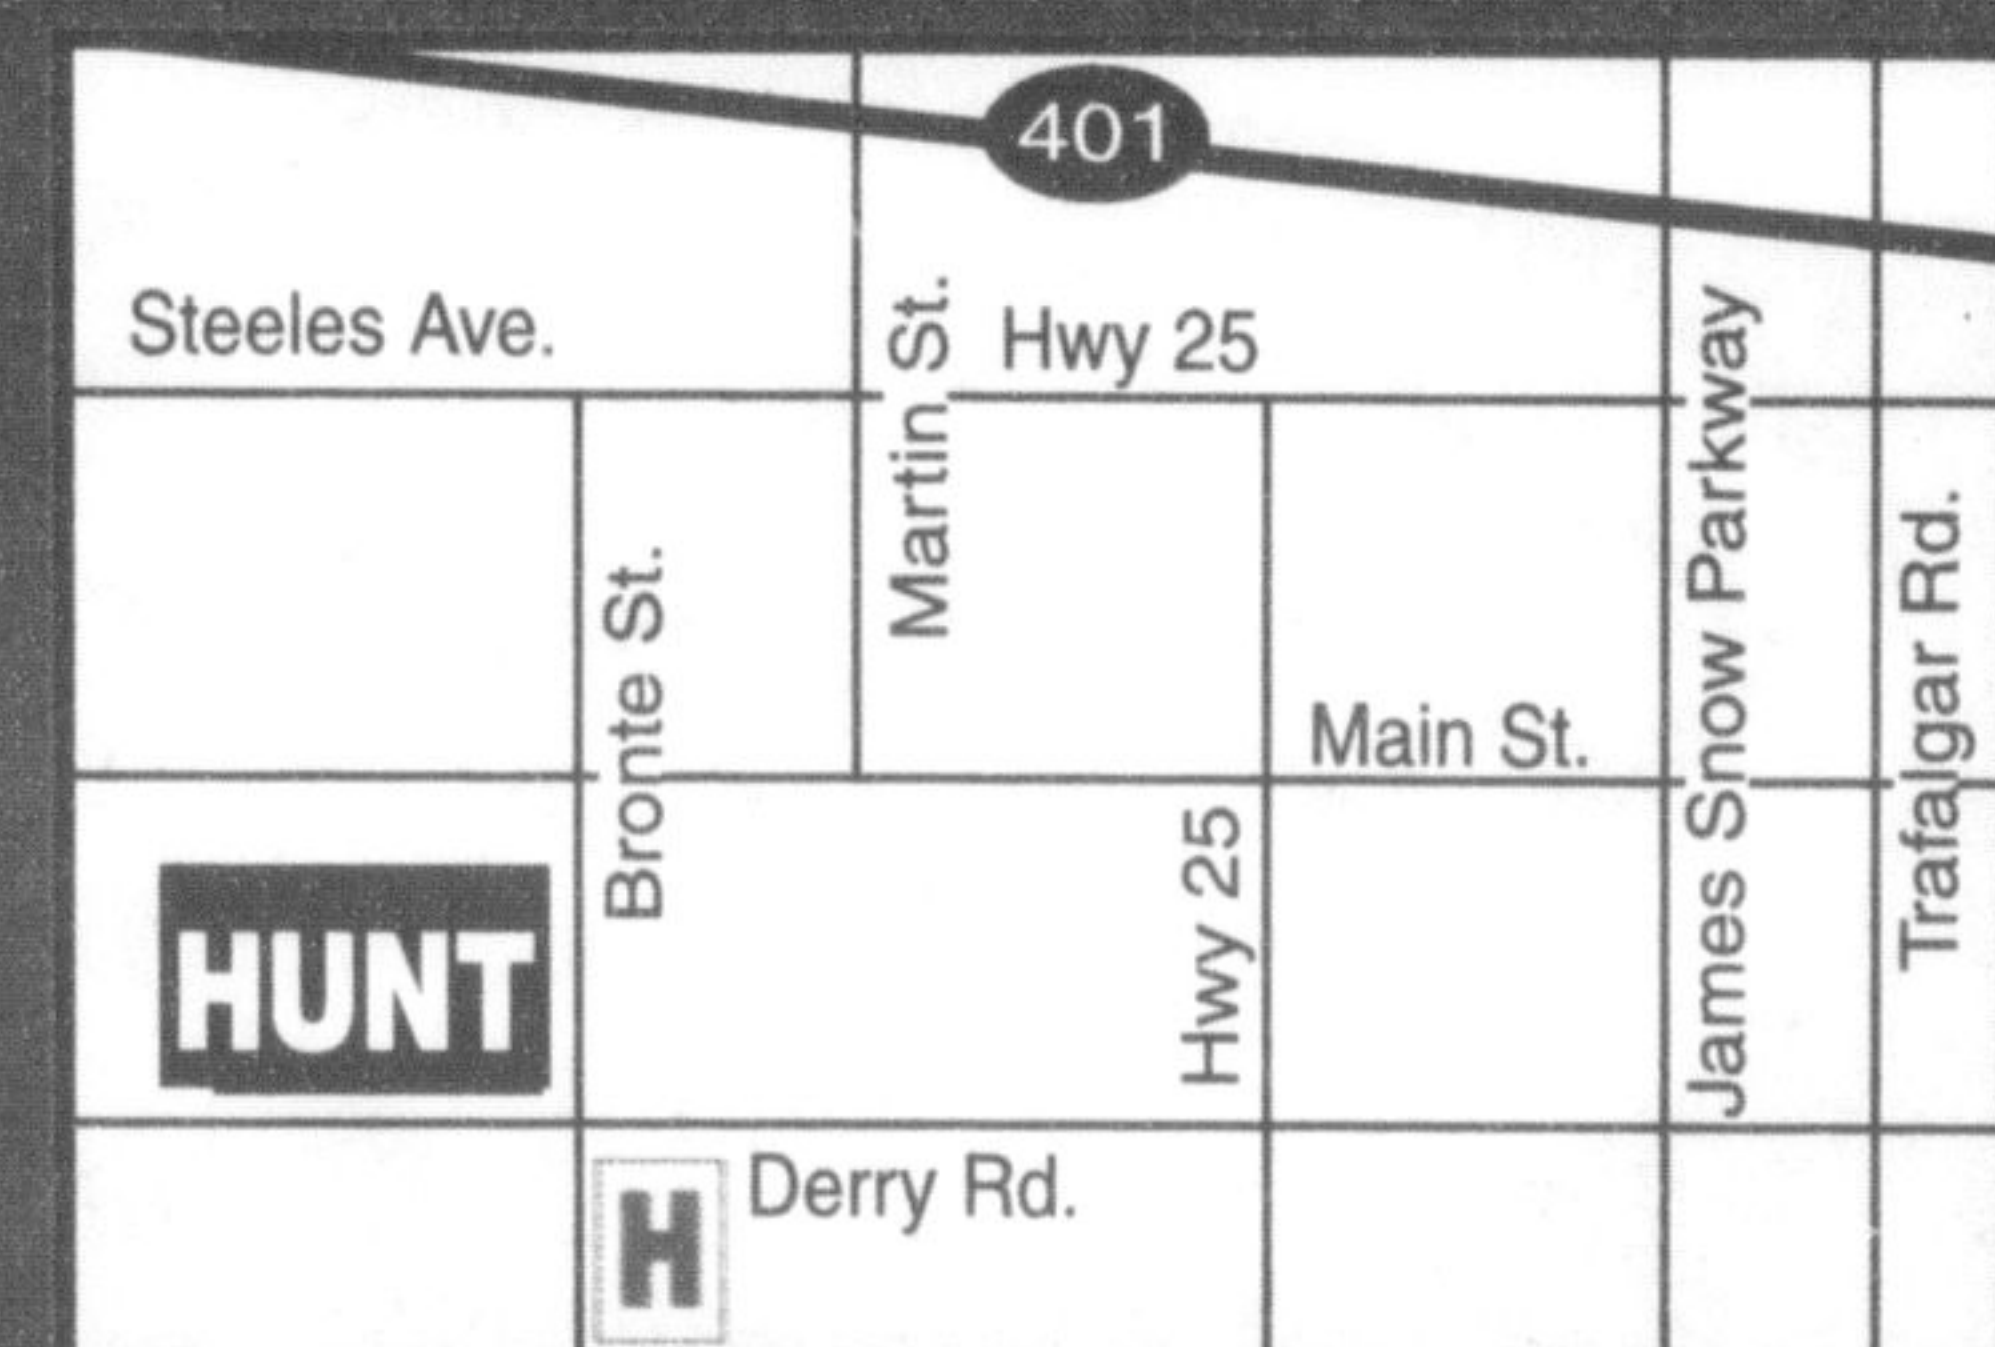 401
Steeles Ave.
Martin St.
Hwy 25
James Snow Parkway
Trafalgar Rd.
Bronte St.
Main St.
Hwy 25
HUNT
H
Derry Rd.